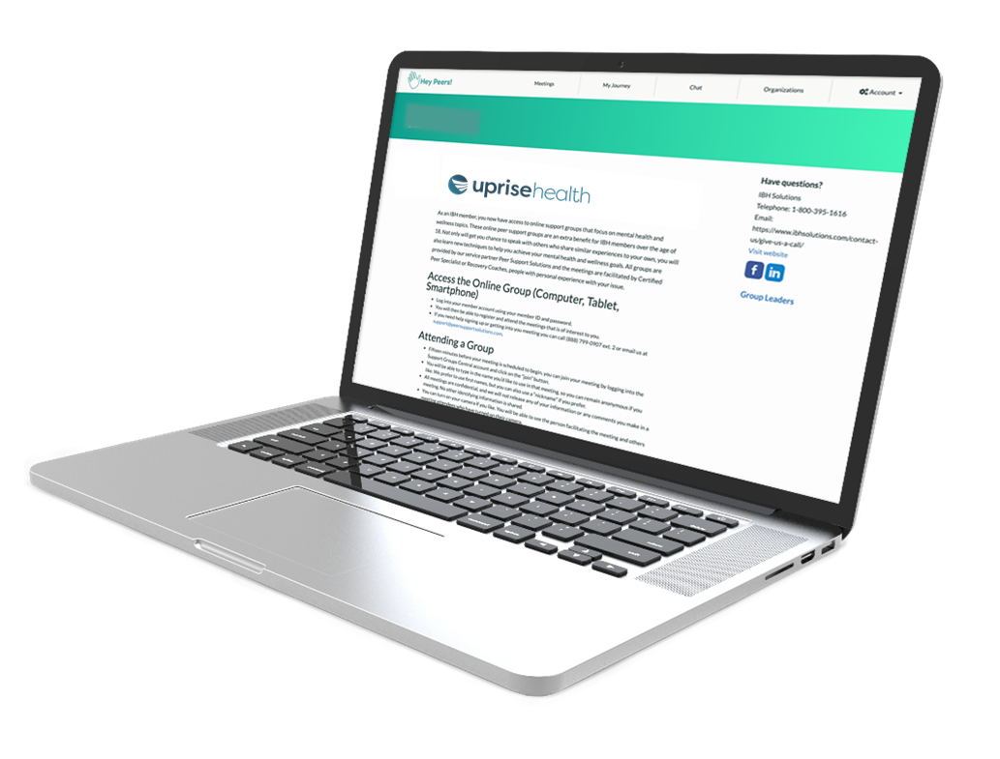 Hey Peers!
Meetings
My Journey
Chat
Organizations
Account
uprisehealth
As an IBH member, you now have access to online support groups that focus on mental health and
wellness topics. These online peer support groups are an extra benefit for IBH members over the age of
18. Not only will get you chance to speak with others who share similar experiences to your own, you will
also learn new techniques to help you achieve your mental health and wellness goals. All groups are
provided by our service partner Peer Support Solutions and the meetings are facilitated by Certified
Peer Specialist or Recovery Coaches, people with personal experience with your issue.
Access the Online Group (Computer, Tablet,
Smartphone)
Log into your member account using your member ID and password.
You will then be able to register and attend the meetings that is of interest to you.
If you need help signing up or getting into you meeting you can call (888) 799-0907 ext. 2 or email us at
support@peersupportsolutions.com.
Attending a Group
Fifteen minutes before your meeting is scheduled to begin, you can join your meeting by logging into the
Support Groups Central account and click on the "join" button.
You will be able to type in the name you'd like to use in that meeting, so you can remain anonymous if you
like. We prefer to use first names, but you can also use a "nickname" if you prefer.
All meetings are confidential, and we will not release any of your information or any comments you make in a
meeting. No other identifying information is shared.
You can turn on your camera if you like. You will be able to see the person facilitating the meeting and others
meeting attendees who have turned on their camera.
Have questions?
IBH Solutions
Telephone: 1-800-395-1616
Email:
https://www.ibhsolutions.com/contact-
us/give-us-a-call/
Visit website
f in
Group Leaders